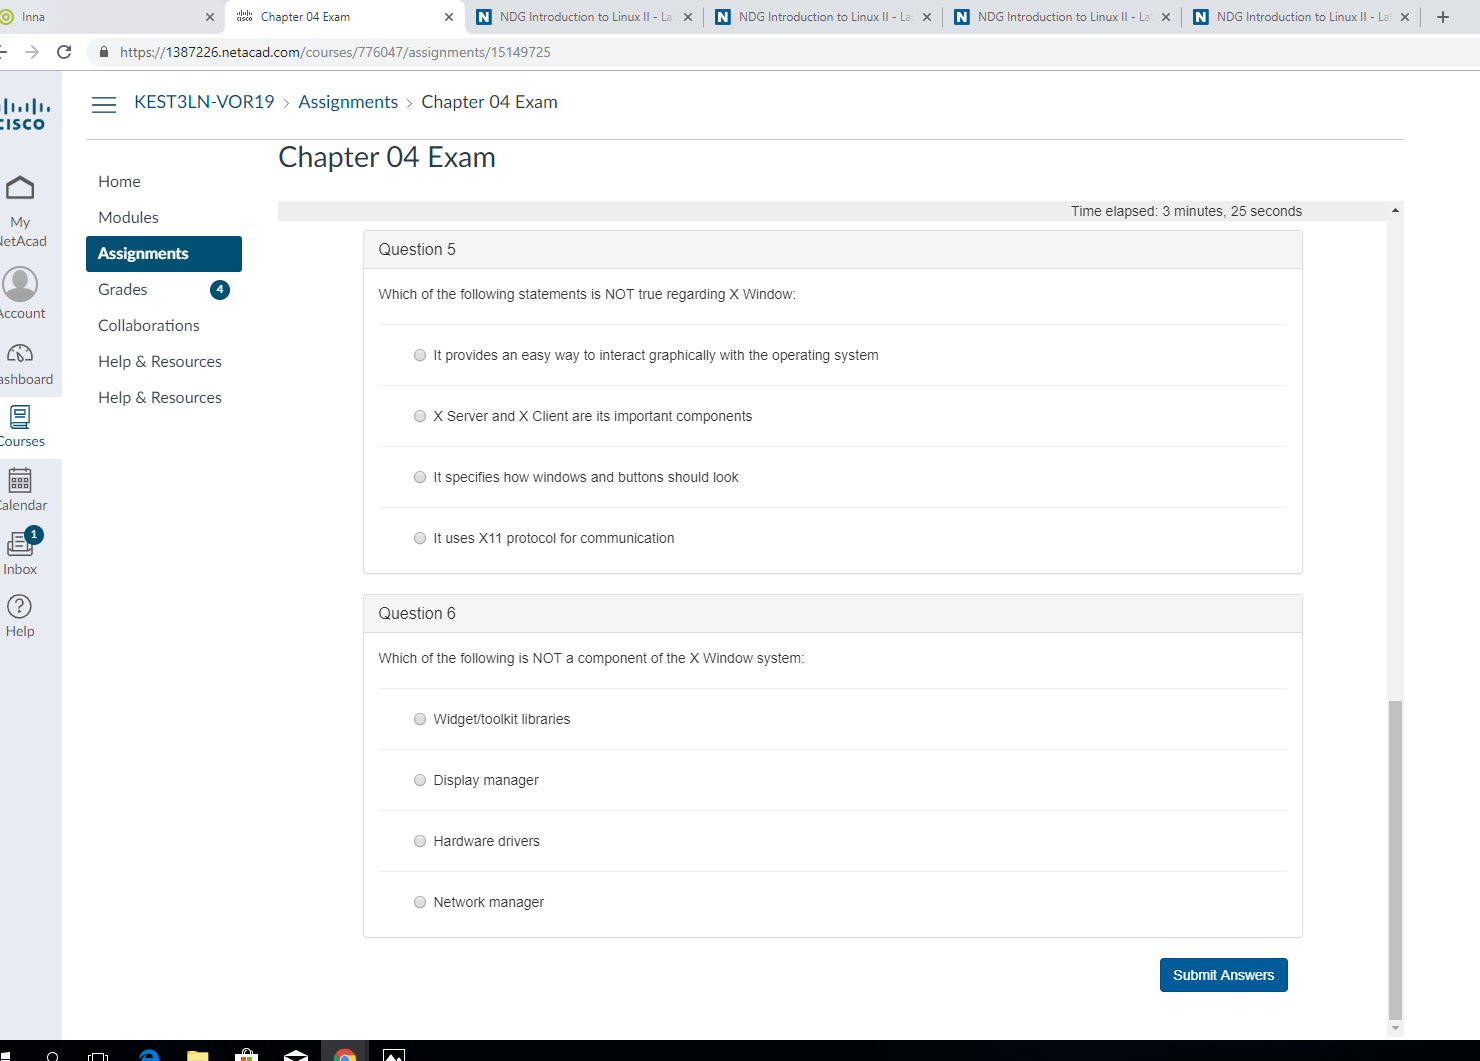 Inna
Chapter 04 Exam
NDG Introduction to Linux II - La
NDG Introduction to Linux II - La
NDG Introduction to Linux II - La
NDG Introduction to Linux II - La
https://1387226.netacad.com/courses/776047/assignments/15149725
CISCO
KEST3LN-VOR19 > Assignments > Chapter 04 Exam
My
NetAcad
Account
ashboard
Courses
Calendar
1
Inbox
Help
Home
Modules
Assignments
Grades 4
Collaborations
Help & Resources
Help & Resources
Chapter 04 Exam
Time elapsed: 3 minutes, 25 seconds
Question 5
Which of the following statements is NOT true regarding X Window:
It provides an easy way to interact graphically with the operating system
X Server and X Client are its important components
It specifies how windows and buttons should look
It uses X11 protocol for communication
Question 6
Which of the following is NOT a component of the X Window system:
Widget/toolkit libraries
Display manager
Hardware drivers
Network manager
Submit Answers